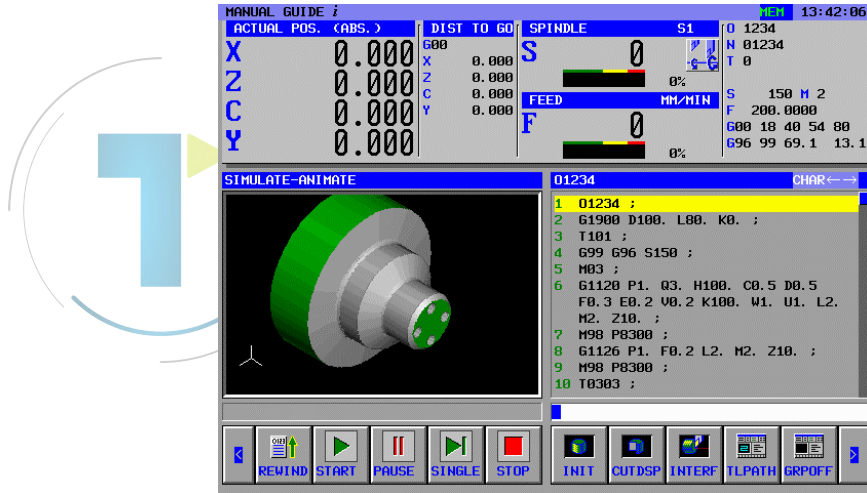 MANUAL GUIDE i MEM 13:42:06
ACTUAL POS. (ABS.)
X 0.000
Z 0.000
C 0.000
Y 0.000
DIST TO GO
G00
X 0.000
Z 0.000
C 0.000
Y 0.000
SPINDLE S1
S 0
0%
FEED MM/MIN
F 0
0%
O 1234
N 01234
T 0
S 150 M 2
F 200.0000
G00 18 40 54 80
G96 99 69.1 13.1
SIMULATE-ANIMATE
O1234 CHAR←→
1 O1234 ;
2 G1900 D100. L80. K0. ;
3 T101 ;
4 G99 G96 S150 ;
5 M03 ;
6 G1120 P1. Q3. H100. C0.5 D0.5
F0.3 E0.2 V0.2 K100. W1. U1. L2.
M2. Z10. ;
7 M98 P8300 ;
8 G1126 P1. F0.2 L2. M2. Z10. ;
9 M98 P8300 ;
10 T0303 ;
< REWIND START PAUSE SINGLE STOP INIT CUTDSP INTERF TLPATH GRPOFF >